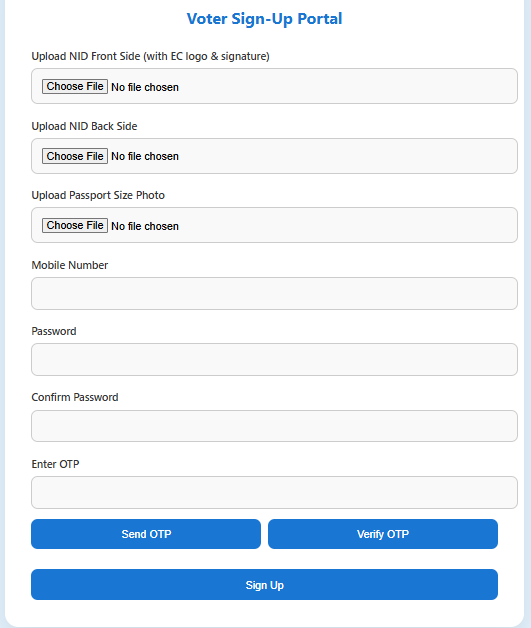 Voter Sign-Up Portal
Upload NID Front Side (with EC logo & signature)
Choose File No file chosen
Upload NID Back Side
Choose File No file chosen
Upload Passport Size Photo
Choose File No file chosen
Mobile Number
Password
Confirm Password
Enter OTP
Send OTP Verify OTP
Sign Up